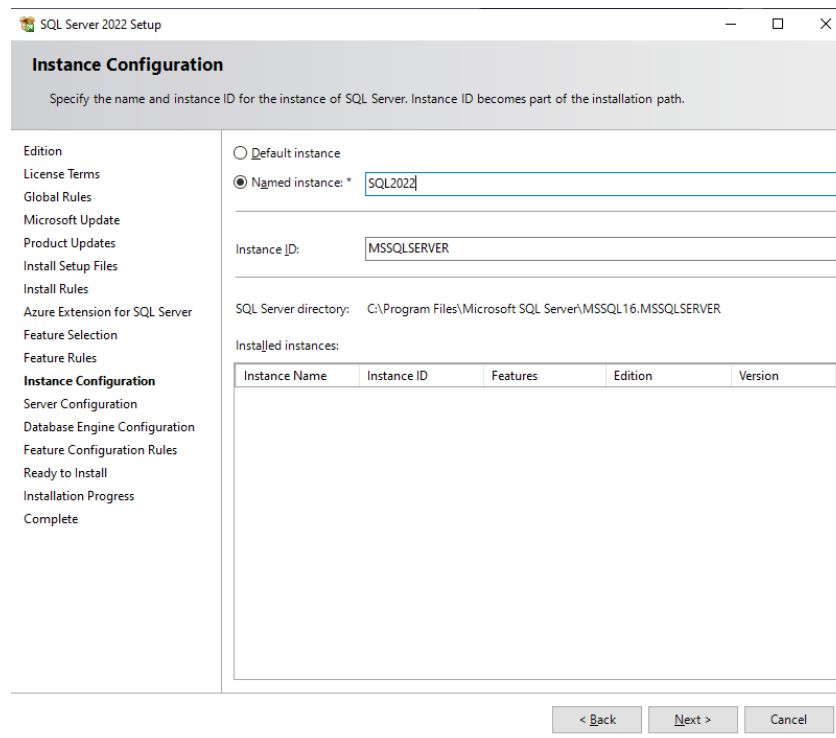 SQL Server 2022 Setup
Instance Configuration
Specify the name and instance ID for the instance of SQL Server. Instance ID becomes part of the installation path.
Edition
License Terms
Global Rules
Microsoft Update
Product Updates
Install Setup Files
Install Rules
Azure Extension for SQL Server
Feature Selection
Feature Rules
Instance Configuration
Server Configuration
Database Engine Configuration
Feature Configuration Rules
Ready to Install
Installation Progress
Complete
Default instance
Named instance: * SQL2022
Instance ID: MSSQLSERVER
SQL Server directory: C:\Program Files\Microsoft SQL Server\MSSQL16.MSSQLSERVER
Installed instances:
Instance Name Instance ID Features Edition Version
< Back Next > Cancel